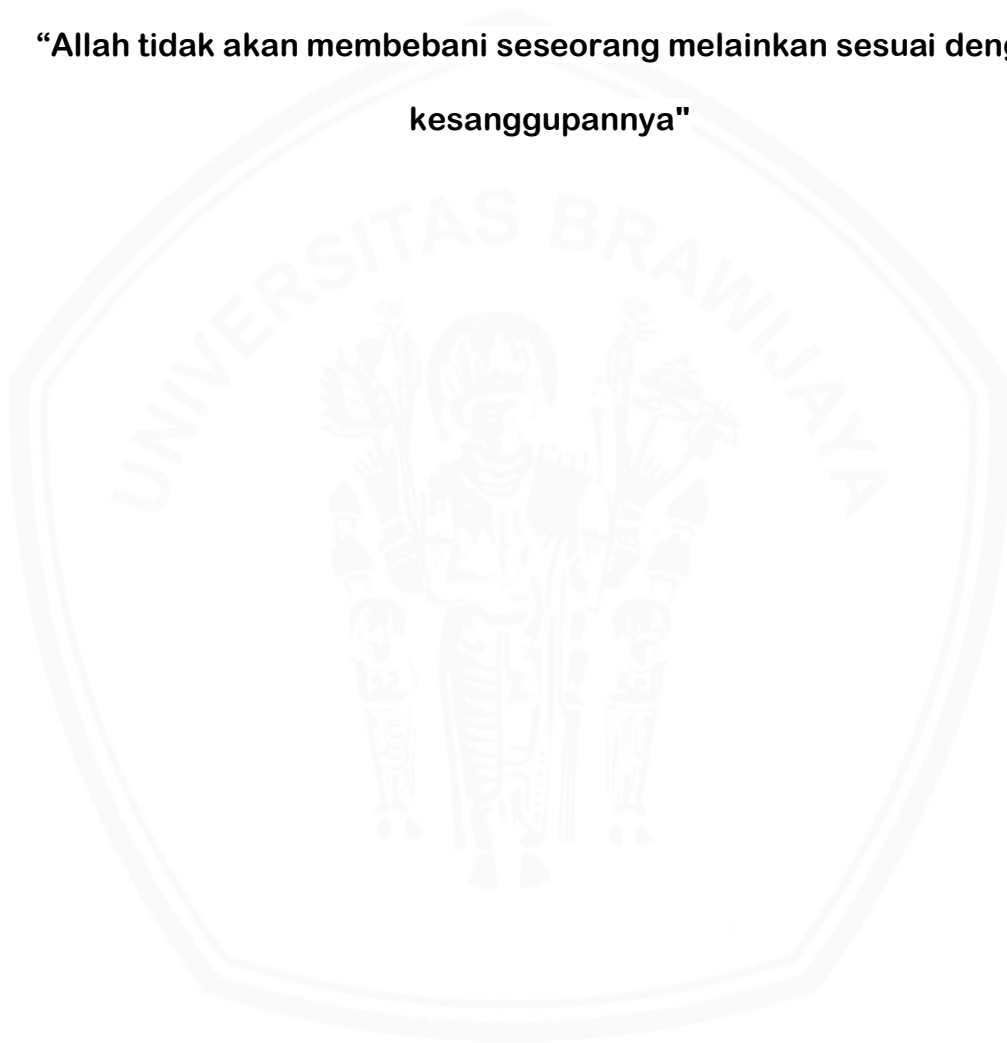 “Allah tidak akan membebani seseorang melainkan sesuai deng
kesanggupannya"
UNIVERSITAS BRAWIJAYA